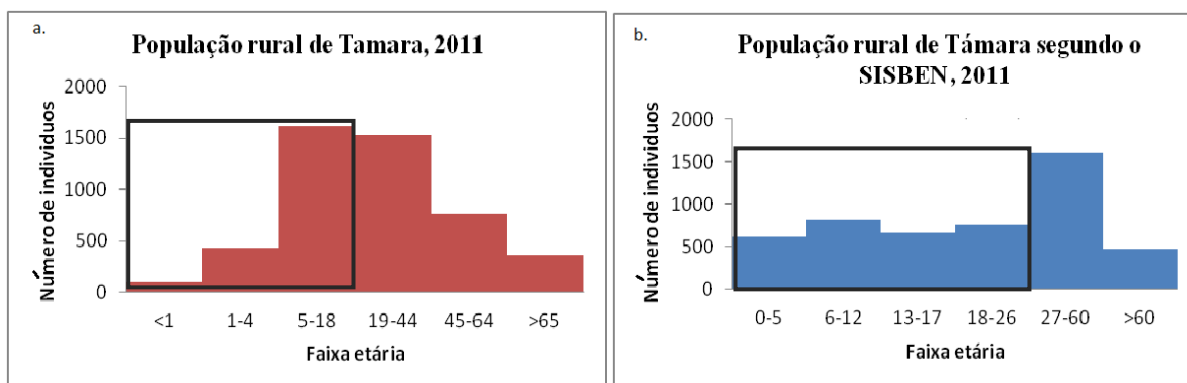 a.
População rural de Tamara, 2011
2000
1500
1000
500
0
Número de individuos
<1 1-4 5-18 19-44 45-64 >65
Faixa etária
b.
População rural de Támara segundo o
SISBEN, 2011
2000
1500
1000
500
0
Número de individuos
0-5 6-12 13-17 18-26 27-60 >60
Faixa etária